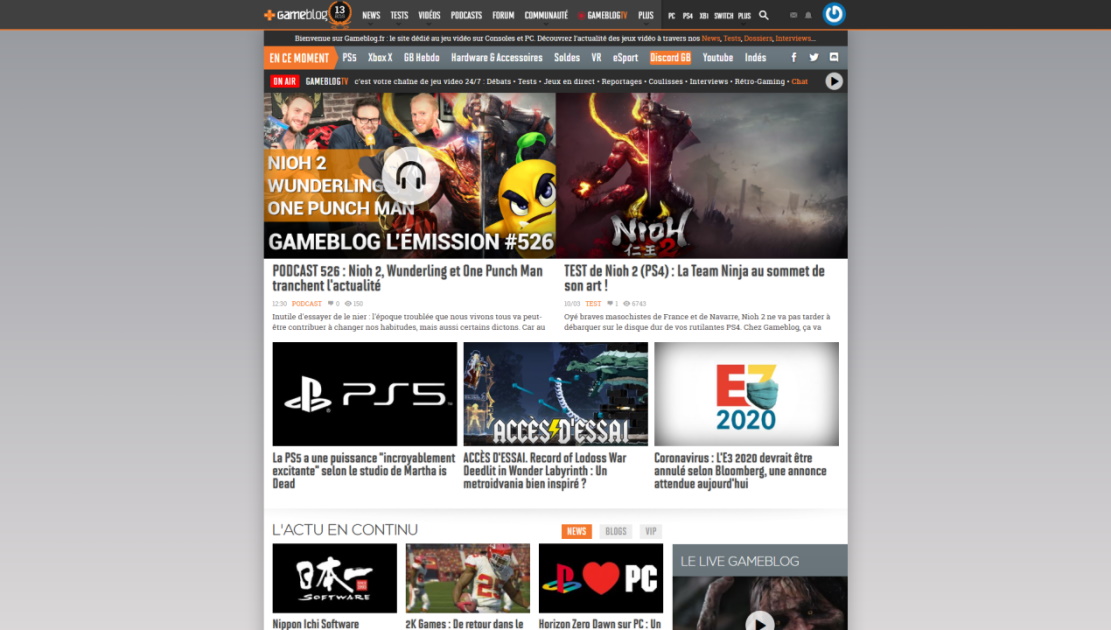 Gameblog
13
NEWS TESTS VIDÉOS PODCASTS FORUM COMMUNAUTÉ GAMEBLOGTV PLUS PC PS4 XB1 SWITCH PLUS
Bienvenue sur Gameblog.fr : le site dédié au jeu vidéo sur Consoles et PC. Découvrez l'actualité des jeux vidéo à travers nos News, Tests, Dossiers, Interviews...
EN CE MOMENT PS5 Xbox X GB Hebdo Hardware & Accessoires Soldes VR eSport Discord GB Youtube Indés
ON AIR GAMEBLOGTV c'est votre chaîne de jeu video 24/7 : Débats • Tests • Jeux en direct • Reportages • Coulisses • Interviews • Rétro-Gaming • Chat
NIOH 2
WUNDERLING
ONE PUNCH MAN
GAMEBLOG L'ÉMISSION #526
NIOH
仁王2
PODCAST 526 : Nioh 2, Wunderling et One Punch Man
tranchent l'actualité
12:30 PODCAST 0 150
Inutile d'essayer de le nier : l'époque troublée que nous vivons tous va peut-
être contribuer à changer nos habitudes, mais aussi certains dictons. Car au
TEST de Nioh 2 (PS4) : La Team Ninja au sommet de
son art !
10/03 TEST 1 6743
Oyé braves masochistes de France et de Navarre, Nioh 2 ne va pas tarder à
débarquer sur le disque dur de vos rutilantes PS4. Chez Gameblog, ça va
PS5
ACCÈS D'ESSAI
E3
2020
La PS5 a une puissance "incroyablement
excitante" selon le studio de Martha is
Dead
ACCÈS D'ESSAI. Record of Lodoss War
Deedlit in Wonder Labyrinth : Un
metroidvania bien inspiré ?
Coronavirus : L'E3 2020 devrait être
annulé selon Bloomberg, une annonce
attendue aujourd'hui
L'ACTU EN CONTINU
NEWS BLOGS VIP
日本一
SOFTWARE
2
PC
LE LIVE GAMEBLOG
Nippon Ichi Software
2K Games : De retour dans le
Horizon Zero Dawn sur PC : Un